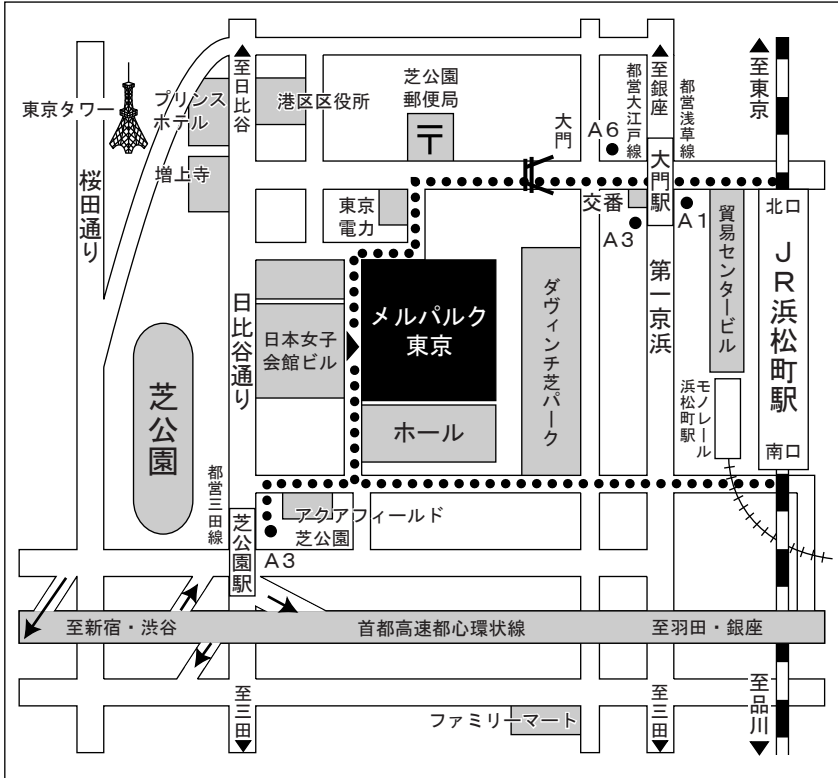 東京タワー
桜田通り
プリンス
ホテル
増上寺
至日比谷
港区区役所
芝公園
郵便局
〒
大門
A6
都営大江戸線
至銀座
都営浅草線
至東京
大門駅
交番
A3
A1
東京
電力
北口
JR浜松町駅
南口
貿易センタービル
モノレール
浜松町駅
第一京浜
ダヴィンチ芝パーク
メルパルク
東京
ホール
日本女子
会館ビル
日比谷通り
芝公園
都営三田線
芝公園駅
アクアフィールド
芝公園
A3
至新宿・渋谷
首都高速都心環状線
至羽田・銀座
至三田
ファミリーマート
至三田
至品川